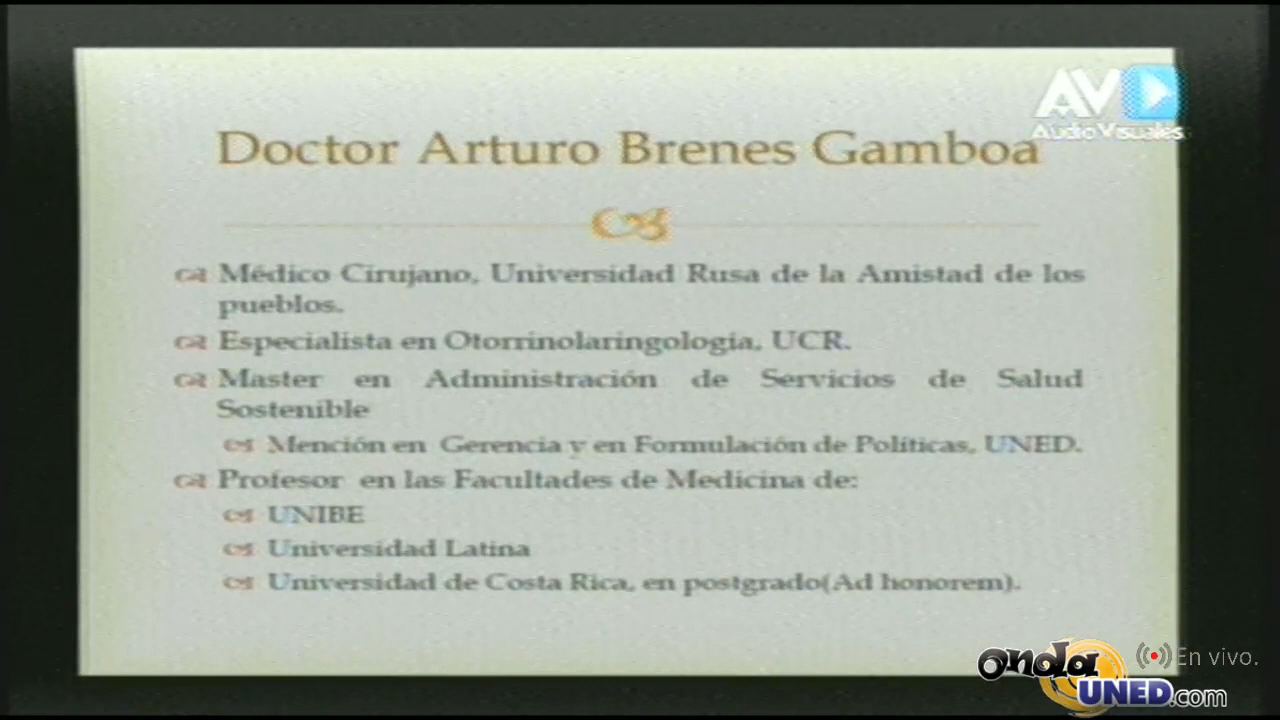 AV
AudioVisuales
Doctor Arturo Brenes Gamboa
Médico Cirujano, Universidad Rusa de la Amistad de los
pueblos.
Especialista en Otorrinolaringología, UCR.
Master en Administración de Servicios de Salud
Sostenible
Mención en Gerencia y en Formulación de Políticas, UNED.
Profesor en las Facultades de Medicina de:
UNIBE
Universidad Latina
Universidad de Costa Rica, en postgrado(Ad honorem).
En vivo.
onda
UNED.com